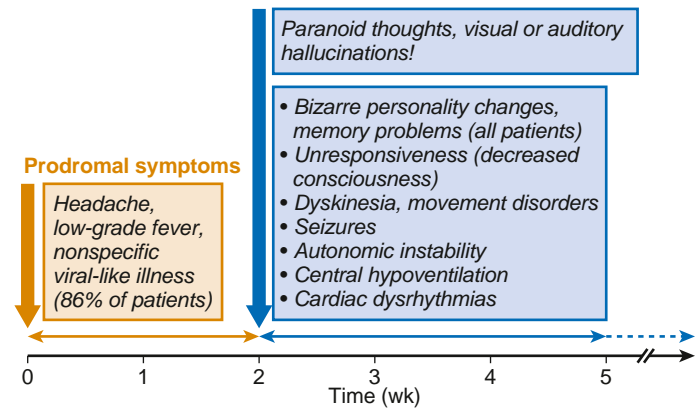 Paranoid thoughts, visual or auditory
hallucinations!
• Bizarre personality changes,
memory problems (all patients)
• Unresponsiveness (decreased
consciousness)
• Dyskinesia, movement disorders
• Seizures
• Autonomic instability
• Central hypoventilation
• Cardiac dysrhythmias
Prodromal symptoms
Headache,
low-grade fever,
nonspecific
viral-like illness
(86% of patients)
0 1 2 3 4 5
Time (wk)